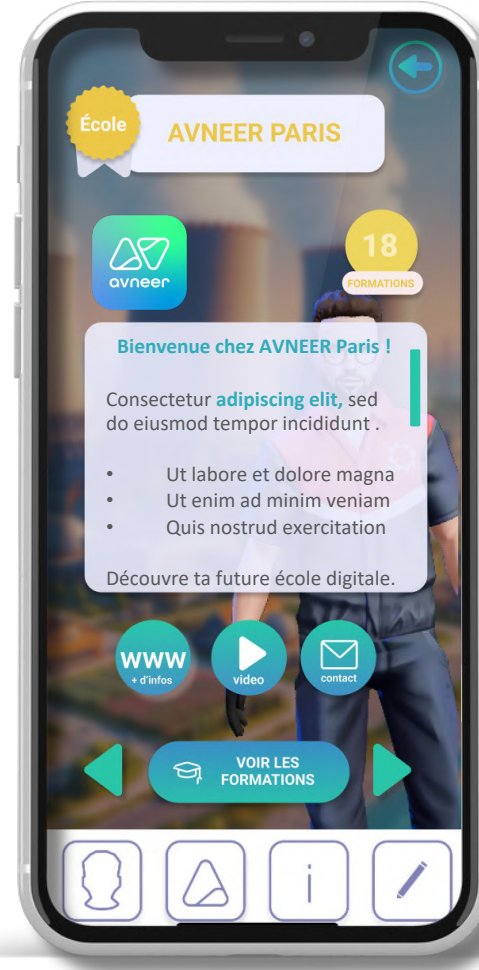 École
AVNEER PARIS
avneer
18
FORMATIONS
Bienvenue chez AVNEER Paris !
Consectetur adipiscing elit, sed
do eiusmod tempor incididunt .
• Ut labore et dolore magna
• Ut enim ad minim veniam
• Quis nostrud exercitation
Découvre ta future école digitale.
www
+ d'infos
video
contact
VOIR LES
FORMATIONS
i